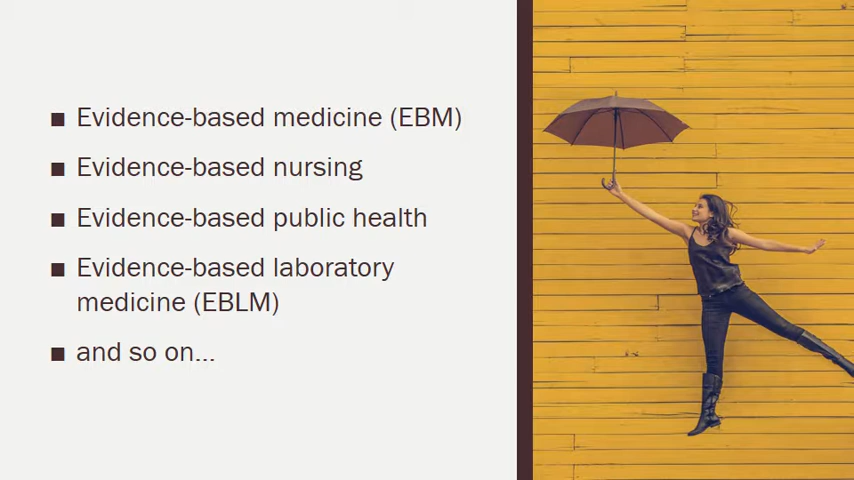 ■ Evidence-based medicine (EBM)
■ Evidence-based nursing
■ Evidence-based public health
■ Evidence-based laboratory
medicine (EBLM)
■ and so on...